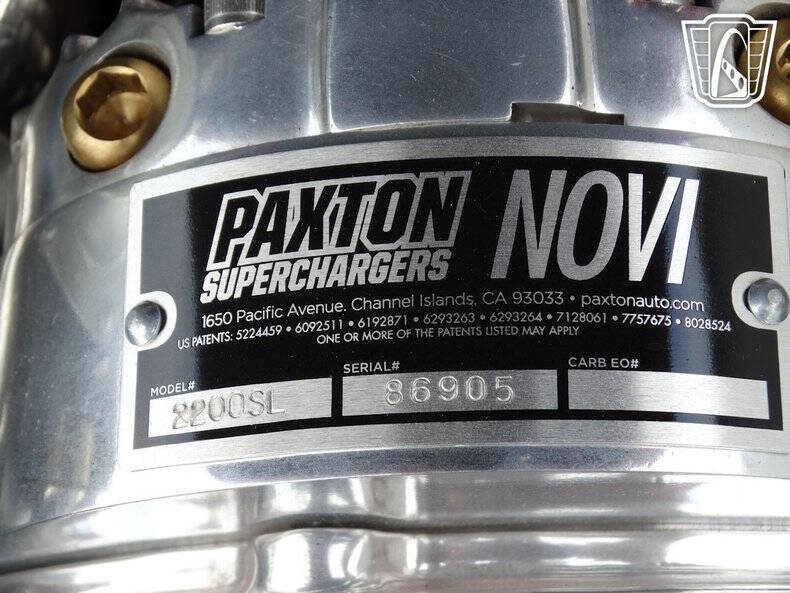 PAXTON NOVI
SUPERCHARGERS
1650 Pacific Avenue. Channel Islands, CA 93033 • paxtonauto.com
US PATENTS: 5224459 • 6092511 • 6192871 • 6293263 • 6293264 • 7128061 • 7757675 • 8028524
ONE OR MORE OF THE PATENTS LISTED MAY APPLY
MODEL# SERIAL# CARB EO#
2200SL 86905